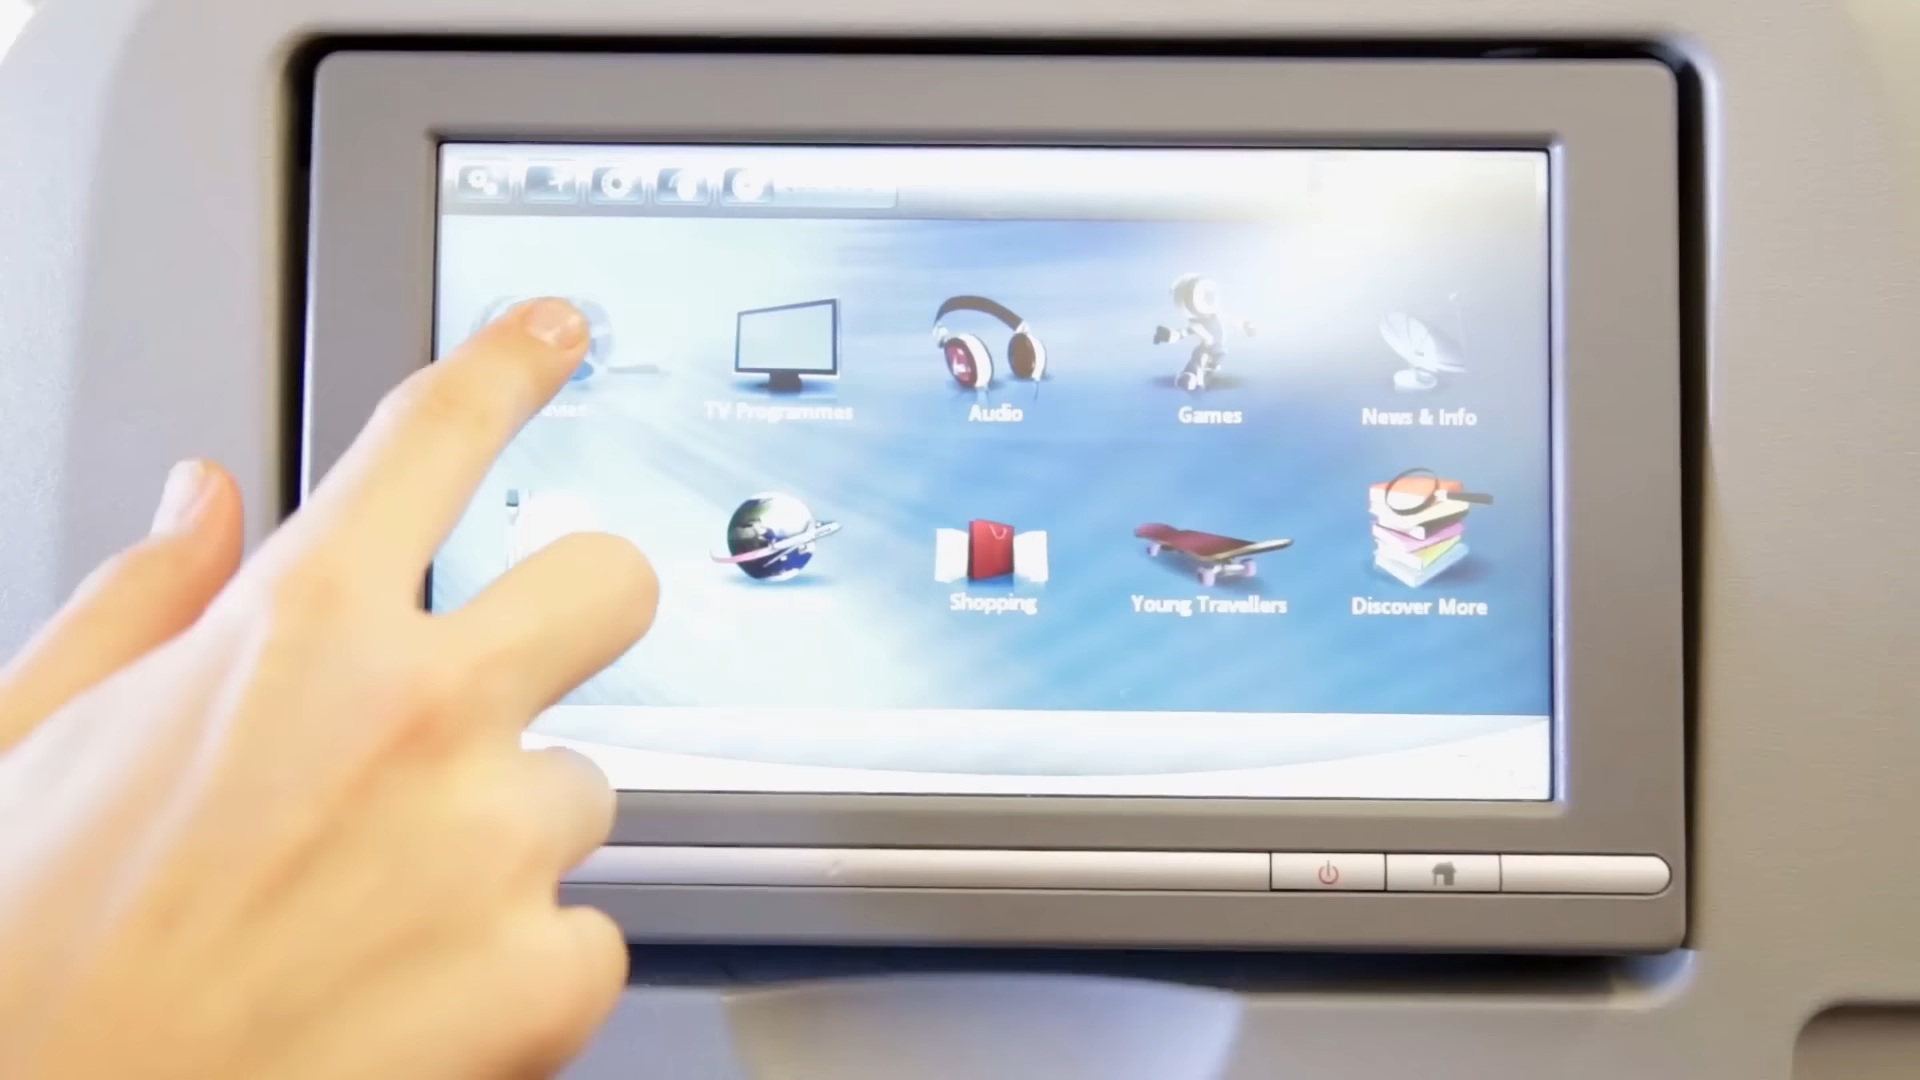 TV Programmes
Audio
Games
News & Info
Shopping
Young Travellers
Discover More